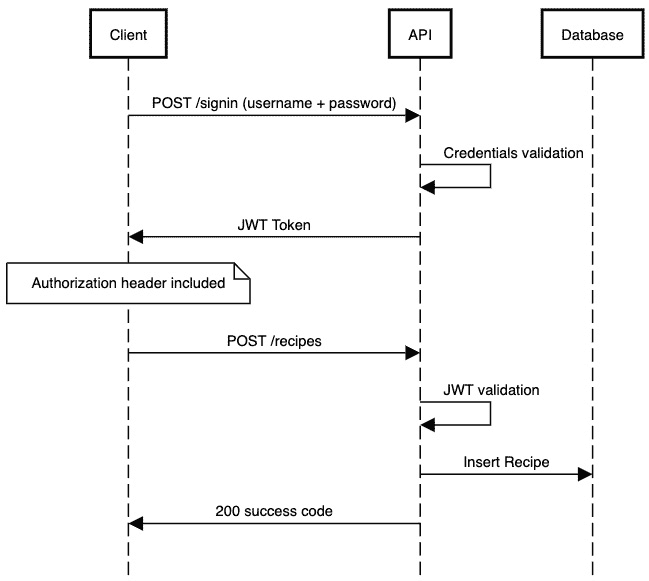 Client
API
Database
POST /signin (username + password)
Credentials validation
JWT Token
Authorization header included
POST /recipes
JWT validation
Insert Recipe
200 success code